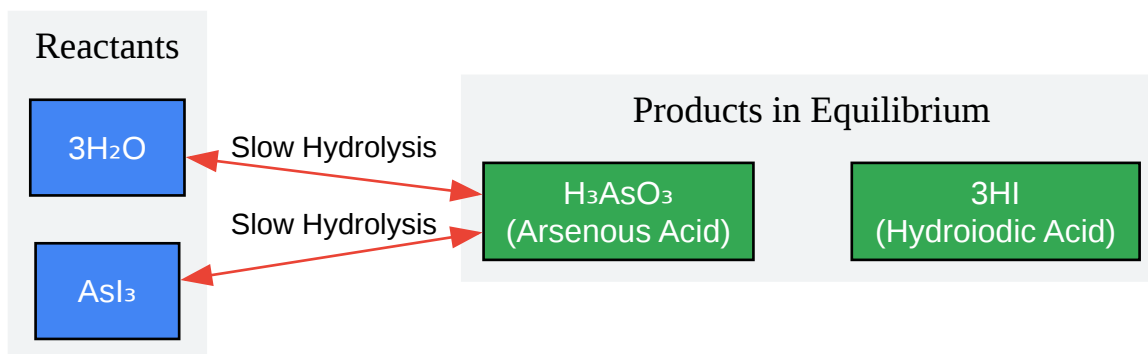 Reactants
3H₂O
AsI₃
Slow Hydrolysis
Slow Hydrolysis
Products in Equilibrium
H₃AsO₃
(Arsenous Acid)
3HI
(Hydroiodic Acid)